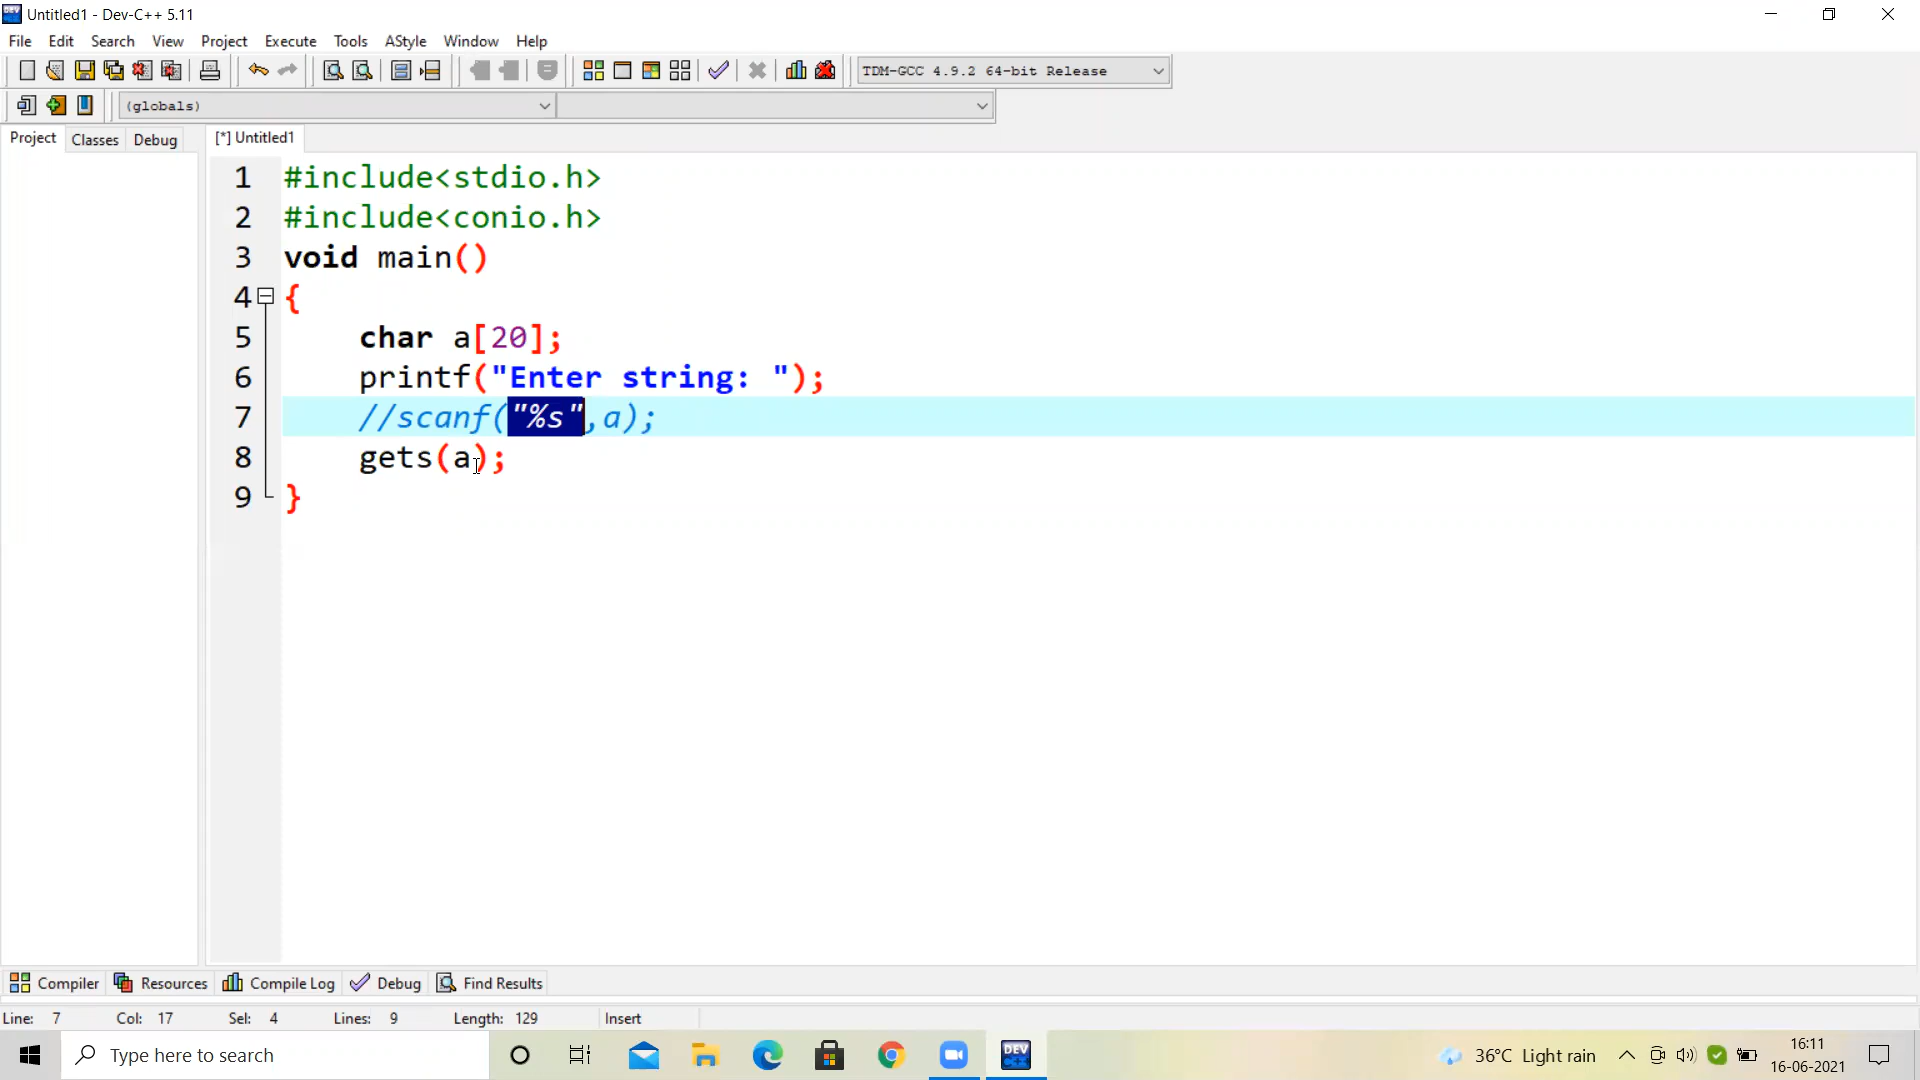 Untitled1 - Dev-C++ 5.11
File Edit Search View Project Execute Tools AStyle Window Help
TDM-GCC 4.9.2 64-bit Release
(globals)
Project Classes Debug [*] Untitled1
1 #include<stdio.h>
2 #include<conio.h>
3 void main()
4 {
5 char a[20];
6 printf("Enter string: ");
7 //scanf("%s",a);
8 gets(a);
9 }
Compiler Resources Compile Log Debug Find Results
Line: 7 Col: 17 Sel: 4 Lines: 9 Length: 129 Insert
Type here to search
DEV
36°C Light rain
16:11
16-06-2021